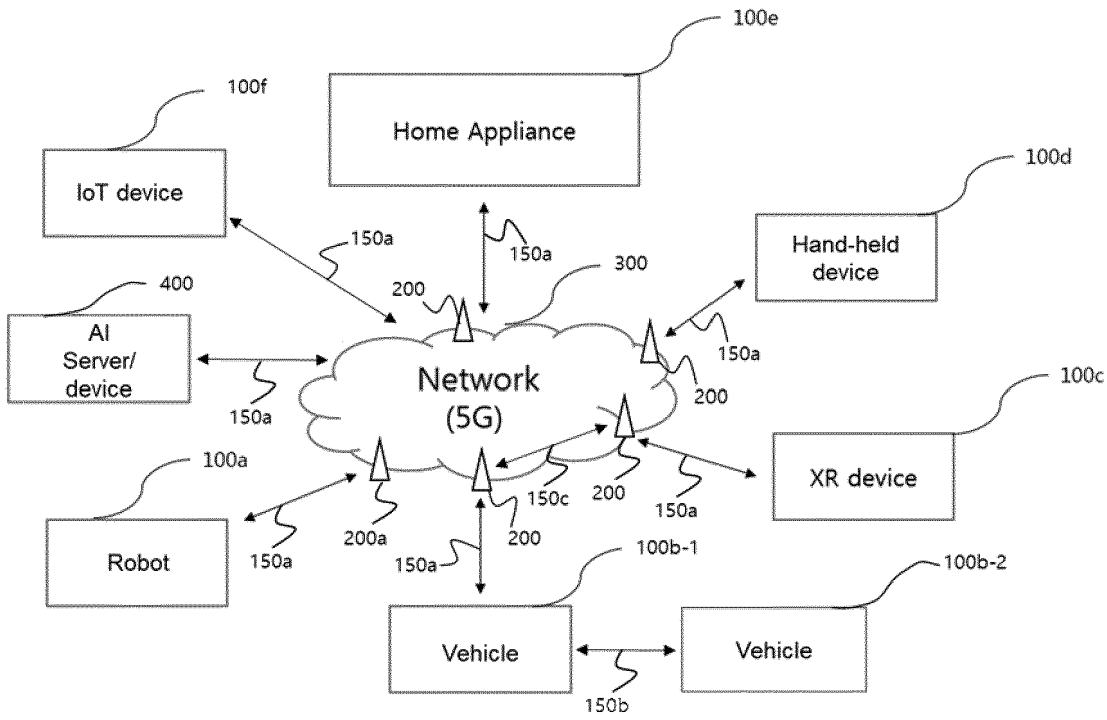 100e
100f
Home Appliance
100d
IoT device
150a
150a
Hand-held
device
400
200
300
AI
Server/
device
150a
150a
Network
(5G)
200
100c
100a
150c
200
150a
XR device
Robot
150a
200a
150a
200
100b-1
100b-2
Vehicle
Vehicle
150b